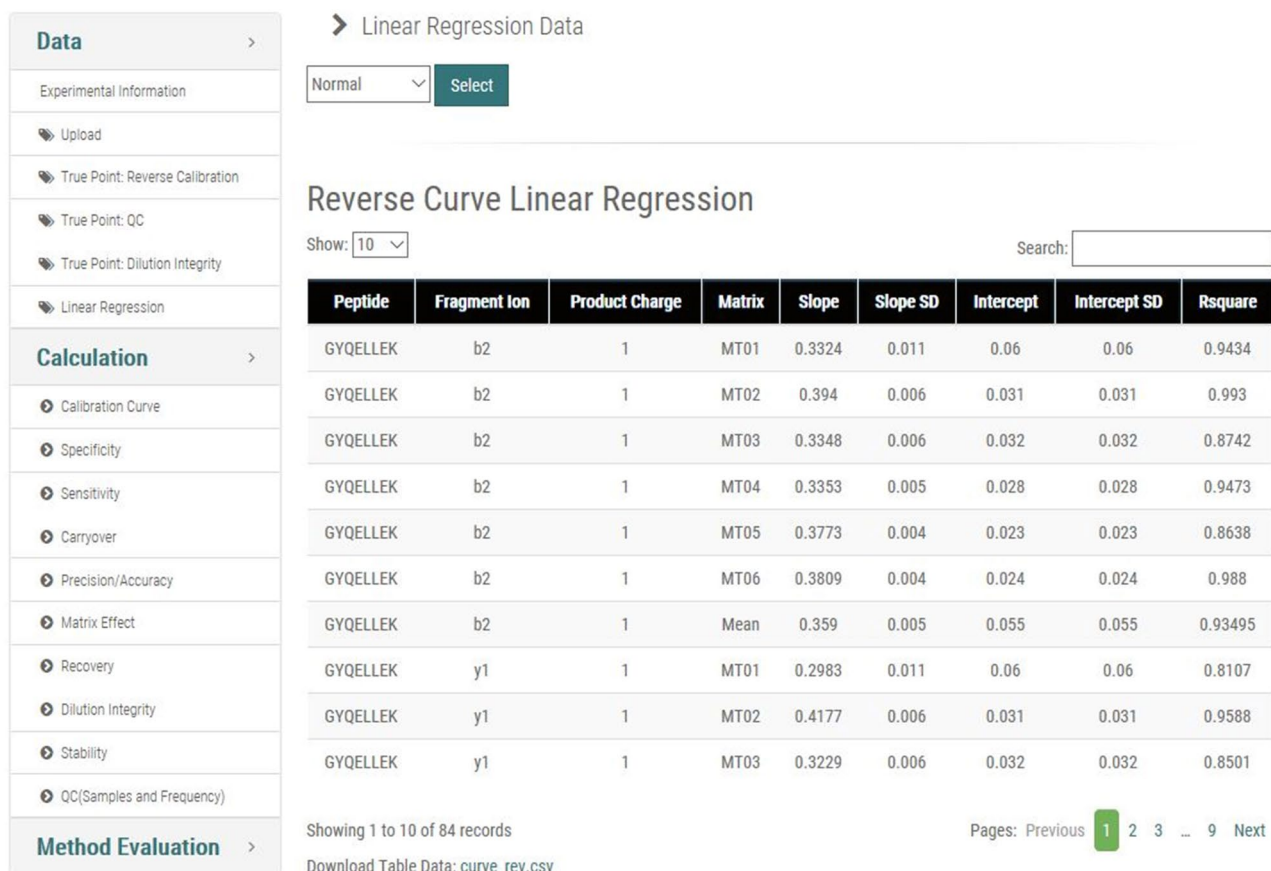 Data
Experimental Information
Upload
True Point: Reverse Calibration
True Point: QC
True Point: Dilution Integrity
Linear Regression
Calculation
Calibration Curve
Specificity
Sensitivity
Carryover
Precision/Accuracy
Matrix Effect
Recovery
Dilution Integrity
Stability
QC(Samples and Frequency)
Method Evaluation
Linear Regression Data
Normal Select
Reverse Curve Linear Regression
Show: 10 Search:
Peptide Fragment Ion Product Charge Matrix Slope Slope SD Intercept Intercept SD Rsquare
GYQELLEK b2 1 MT01 0.3324 0.011 0.06 0.06 0.9434
GYQELLEK b2 1 MT02 0.394 0.006 0.031 0.031 0.993
GYQELLEK b2 1 MT03 0.3348 0.006 0.032 0.032 0.8742
GYQELLEK b2 1 MT04 0.3353 0.005 0.028 0.028 0.9473
GYQELLEK b2 1 MT05 0.3773 0.004 0.023 0.023 0.8638
GYQELLEK b2 1 MT06 0.3809 0.004 0.024 0.024 0.988
GYQELLEK b2 1 Mean 0.359 0.005 0.055 0.055 0.93495
GYQELLEK y1 1 MT01 0.2983 0.011 0.06 0.06 0.8107
GYQELLEK y1 1 MT02 0.4177 0.006 0.031 0.031 0.9588
GYQELLEK y1 1 MT03 0.3229 0.006 0.032 0.032 0.8501
Showing 1 to 10 of 84 records Pages: Previous 1 2 3 ... 9 Next
Download Table Data: curve_rev.csv